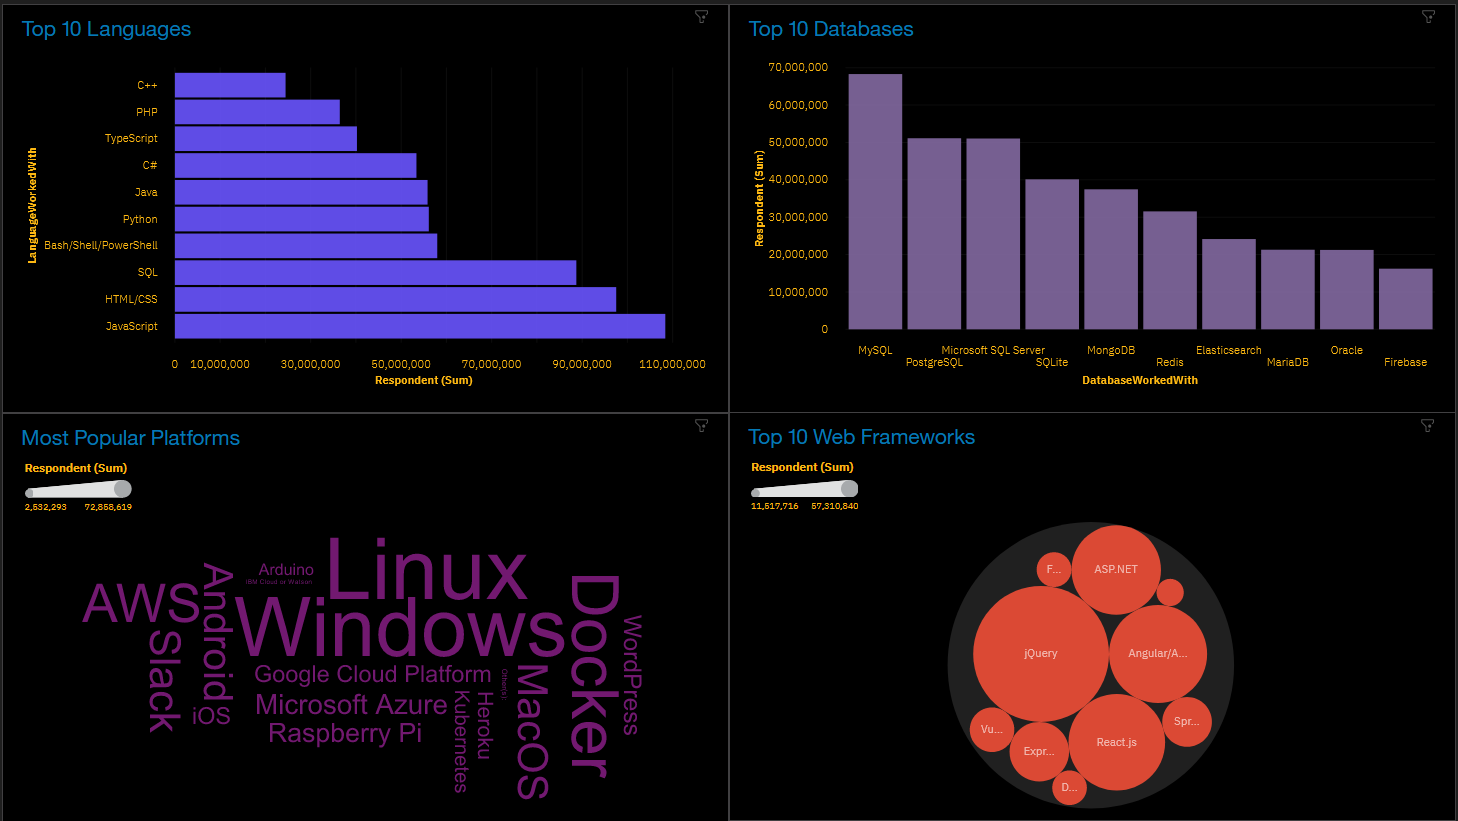 Top 10 Languages
LanguageWorkedWith
C++
PHP
TypeScript
C#
Java
Python
Bash/Shell/PowerShell
SQL
HTML/CSS
JavaScript
0 10,000,000 30,000,000 50,000,000 70,000,000 90,000,000 110,000,000
Respondent (Sum)
Top 10 Databases
Respondent (Sum)
70,000,000
60,000,000
50,000,000
40,000,000
30,000,000
20,000,000
10,000,000
0
MySQL Microsoft SQL Server MongoDB Elasticsearch Oracle
PostgreSQL SQLite Redis MariaDB Firebase
DatabaseWorkedWith
Most Popular Platforms
Respondent (Sum)
2,532,293 72,858,619
Linux
Arduino
IBM Cloud or Watson
AWS
Android
Windows
Docker
WordPress
Slack
Google Cloud Platform
Other(s)
MacOS
Microsoft Azure
iOS
Raspberry Pi
Kubernetes
Heroku
Top 10 Web Frameworks
Respondent (Sum)
11,517,716 57,310,840
F...
ASP.NET
jQuery
Angular/A...
Vu...
Spr...
React.js
Expr...
D...